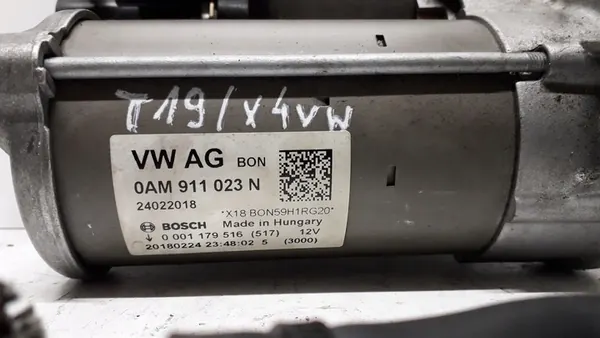 T19/X4VW
VW AG BON
0AM 911 023 N
24022018
*X18 BON59H1RG20*
BOSCH Made in Hungary
0 001 179 516 (517) 12V
20180224 23:48:02 5 (3000)